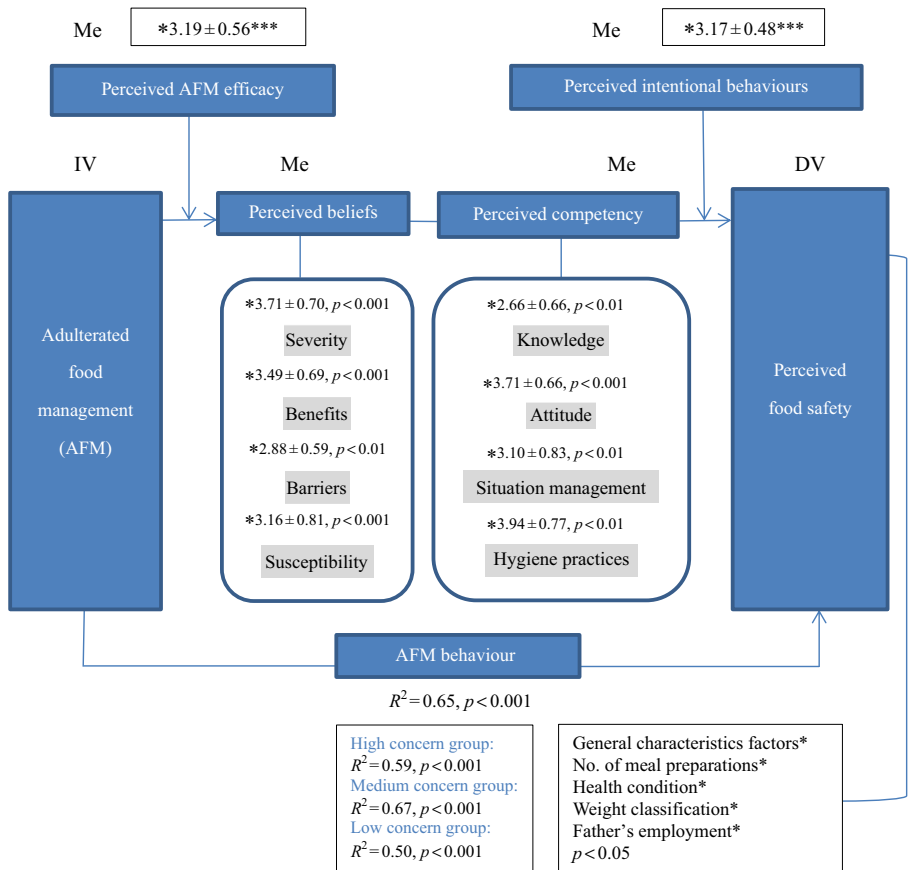 Me
*3.19 ± 0.56***
Me
*3.17 ± 0.48***
Perceived AFM efficacy
Perceived intentional behaviours
IV
Me
Me
DV
Perceived beliefs
Perceived competency
Adulterated
food
management
(AFM)
*3.71 ± 0.70, p < 0.001
Severity
*3.49 ± 0.69, p < 0.001
Benefits
*2.88 ± 0.59, p < 0.01
Barriers
*3.16 ± 0.81, p < 0.001
Susceptibility
*2.66 ± 0.66, p < 0.01
Knowledge
*3.71 ± 0.66, p < 0.001
Attitude
*3.10 ± 0.83, p < 0.01
Situation management
*3.94 ± 0.77, p < 0.01
Hygiene practices
Perceived
food safety
AFM behaviour
R² = 0.65, p < 0.001
High concern group:
R² = 0.59, p < 0.001
Medium concern group:
R² = 0.67, p < 0.001
Low concern group:
R² = 0.50, p < 0.001
General characteristics factors*
No. of meal preparations*
Health condition*
Weight classification*
Father's employment*
p < 0.05